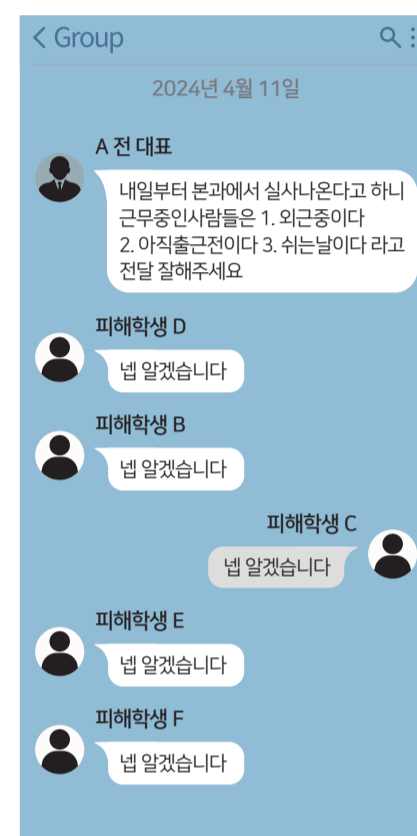 Group
2024년 4월 11일
A 전 대표
내일부터 본과에서 실사나온다고 하니
근무중인사람들은 1. 외근중이다
2. 아직출근전이다 3. 쉬는날이다 라고
전달 잘해주세요
피해학생 D
넵 알겠습니다
피해학생 B
넵 알겠습니다
피해학생 C
넵 알겠습니다
피해학생 E
넵 알겠습니다
피해학생 F
넵 알겠습니다